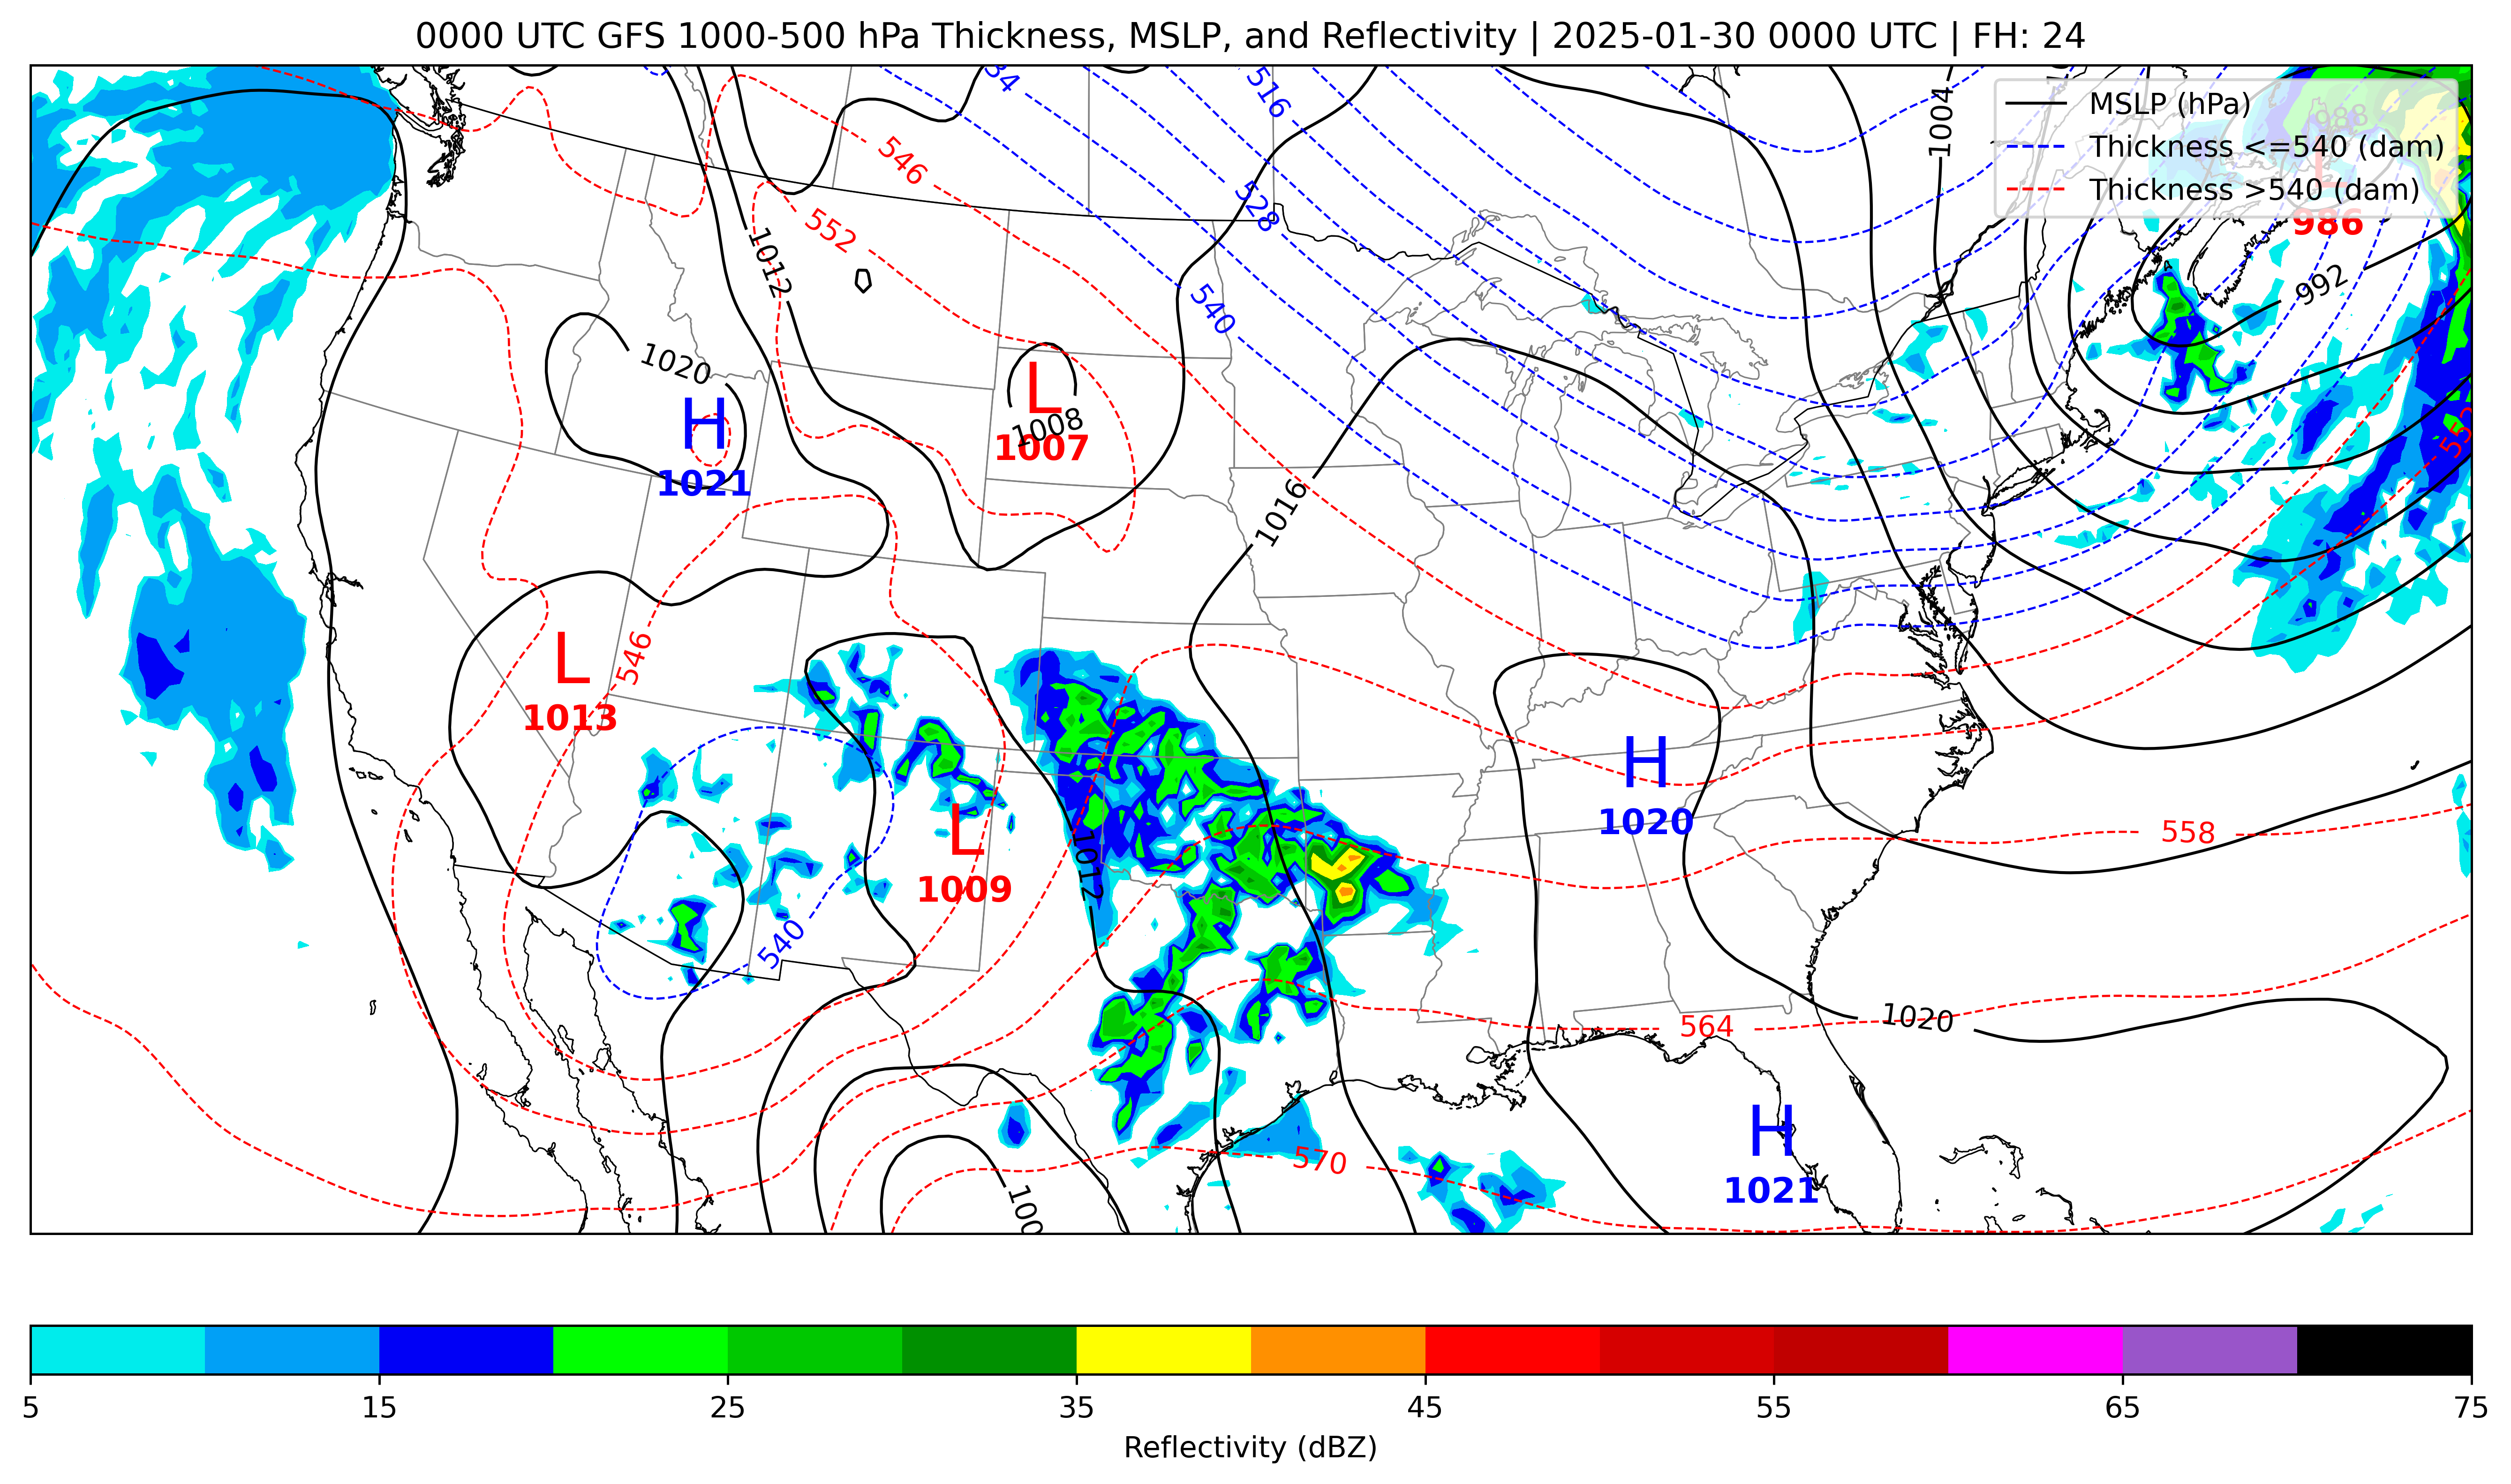 0000 UTC GFS 1000-500 hPa Thickness, MSLP, and Reflectivity | 2025-01-30 0000 UTC | FH: 24
MSLP (hPa)
Thickness <=540 (dam)
Thickness >540 (dam)
34
516
1004
988
L
986
546
528
552
1012
992
540
1020
H
1021
L
1008
1007
552
1016
546
L
1013
H
1020
558
L
1009
1012
540
1020
564
H
1021
570
100
5 15 25 35 45 55 65 75
Reflectivity (dBZ)